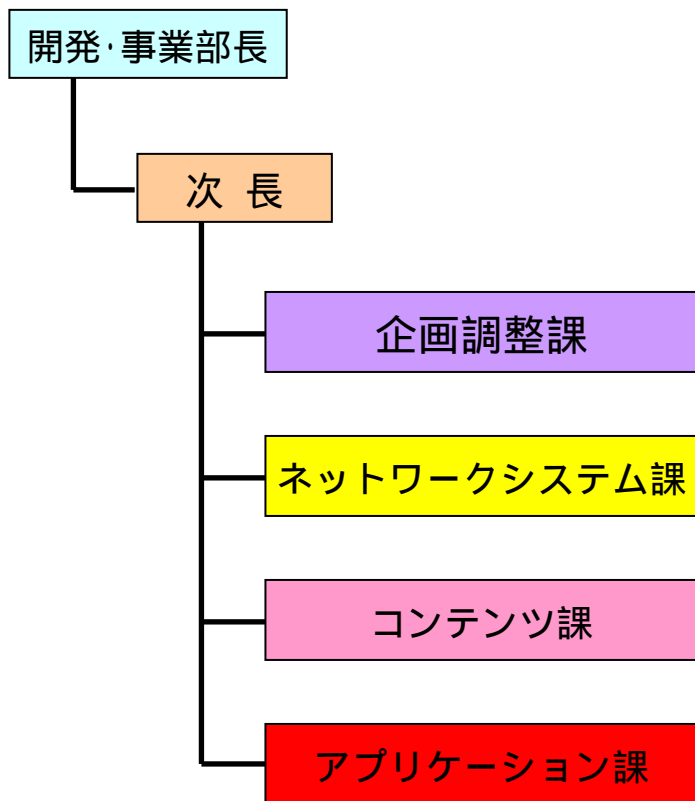 開発・事業部長
次 長
企画調整課
ネットワークシステム課
コンテンツ課
アプリケーション課